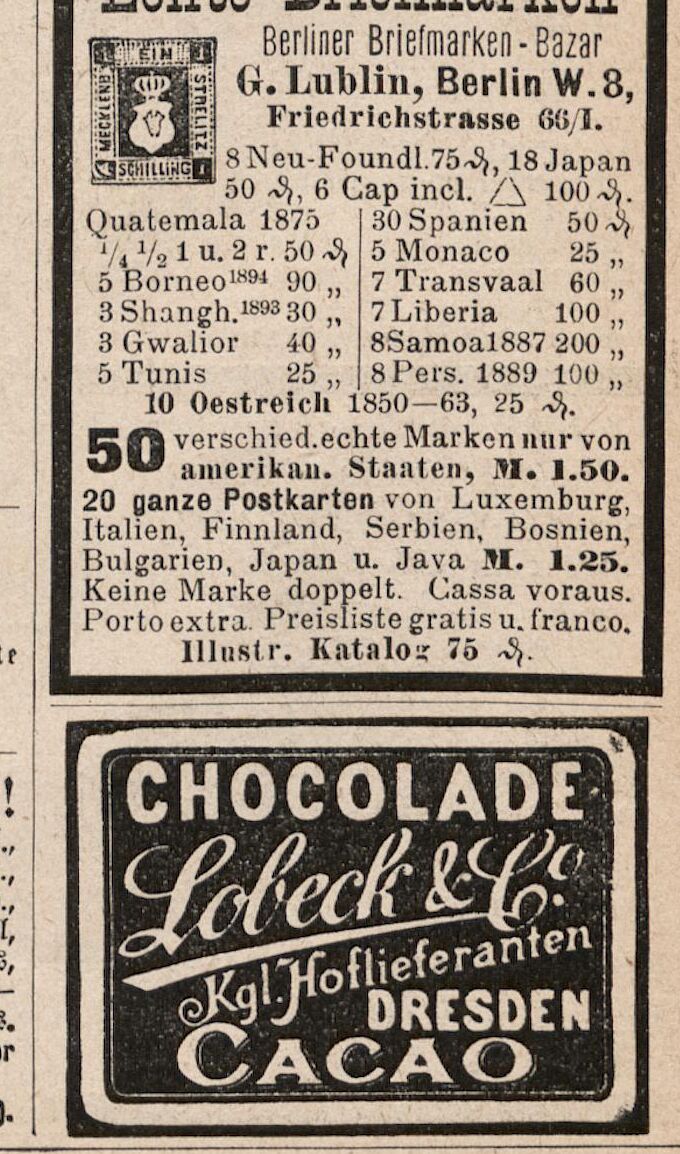 Echte Briefmarken
Berliner Briefmarken-Bazar
G. Lublin, Berlin W. 8,
Friedrichstrasse 66/I.
EIN
MECKLENB.
STRELITZ
SCHILLING
8 Neu-Foundl. 75 ₰, 18 Japan
50 ₰, 6 Cap incl. △ 100 ₰.
Quatemala 1875
1/4 1/2 1 u. 2 r. 50 ₰
5 Borneo 1894 90 „
3 Shangh. 1893 30 „
3 Gwalior 40 „
5 Tunis 25 „
30 Spanien 50 ₰
5 Monaco 25 „
7 Transvaal 60 „
7 Liberia 100 „
8 Samoa 1887 200 „
8 Pers. 1889 100 „
10 Oestreich 1850—63, 25 ₰.
50 verschied. echte Marken nur von
amerikan. Staaten, M. 1.50.
20 ganze Postkarten von Luxemburg,
Italien, Finnland, Serbien, Bosnien,
Bulgarien, Japan u. Java M. 1.25.
Keine Marke doppelt. Cassa voraus.
Porto extra. Preisliste gratis u. franco.
Illustr. Katalog 75 ₰.
CHOCOLADE
Lobeck & Co.
Kgl. Hoflieferanten
DRESDEN
CACAO